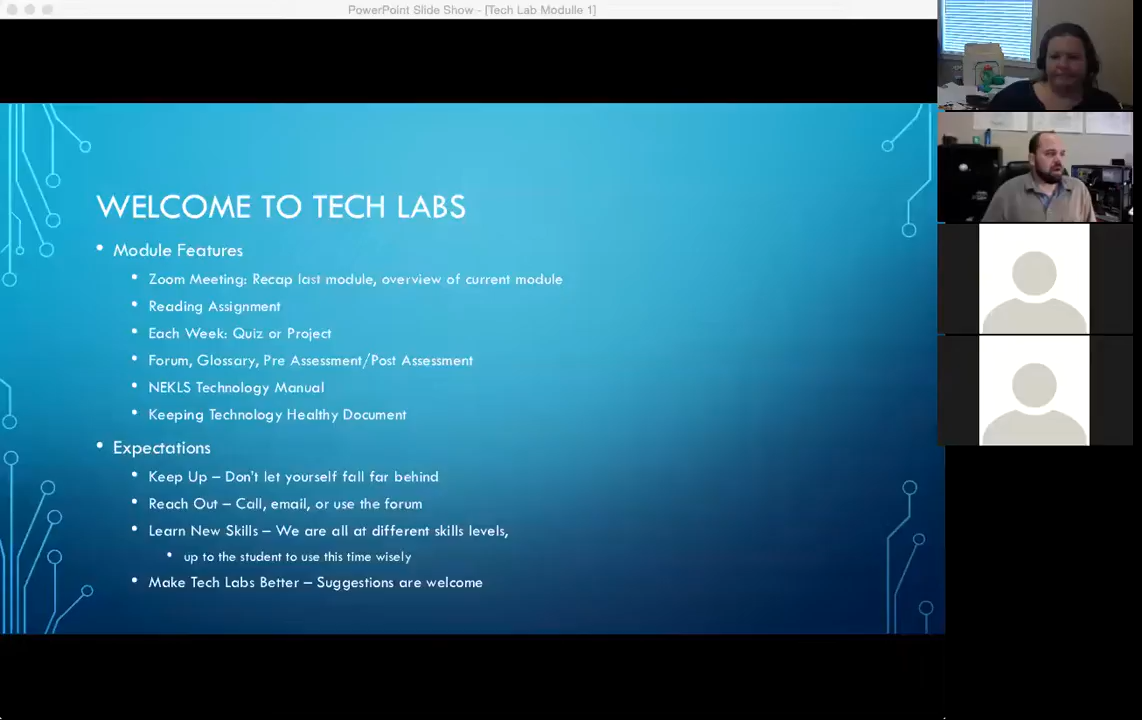 PowerPoint Slide Show - [Tech Lab Modulle 1]
WELCOME TO TECH LABS
• Module Features
• Zoom Meeting: Recap last module, overview of current module
• Reading Assignment
• Each Week: Quiz or Project
• Forum, Glossary, Pre Assessment/Post Assessment
• NEKLS Technology Manual
• Keeping Technology Healthy Document
• Expectations
• Keep Up – Don't let yourself fall far behind
• Reach Out – Call, email, or use the forum
• Learn New Skills – We are all at different skills levels,
• up to the student to use this time wisely
• Make Tech Labs Better – Suggestions are welcome